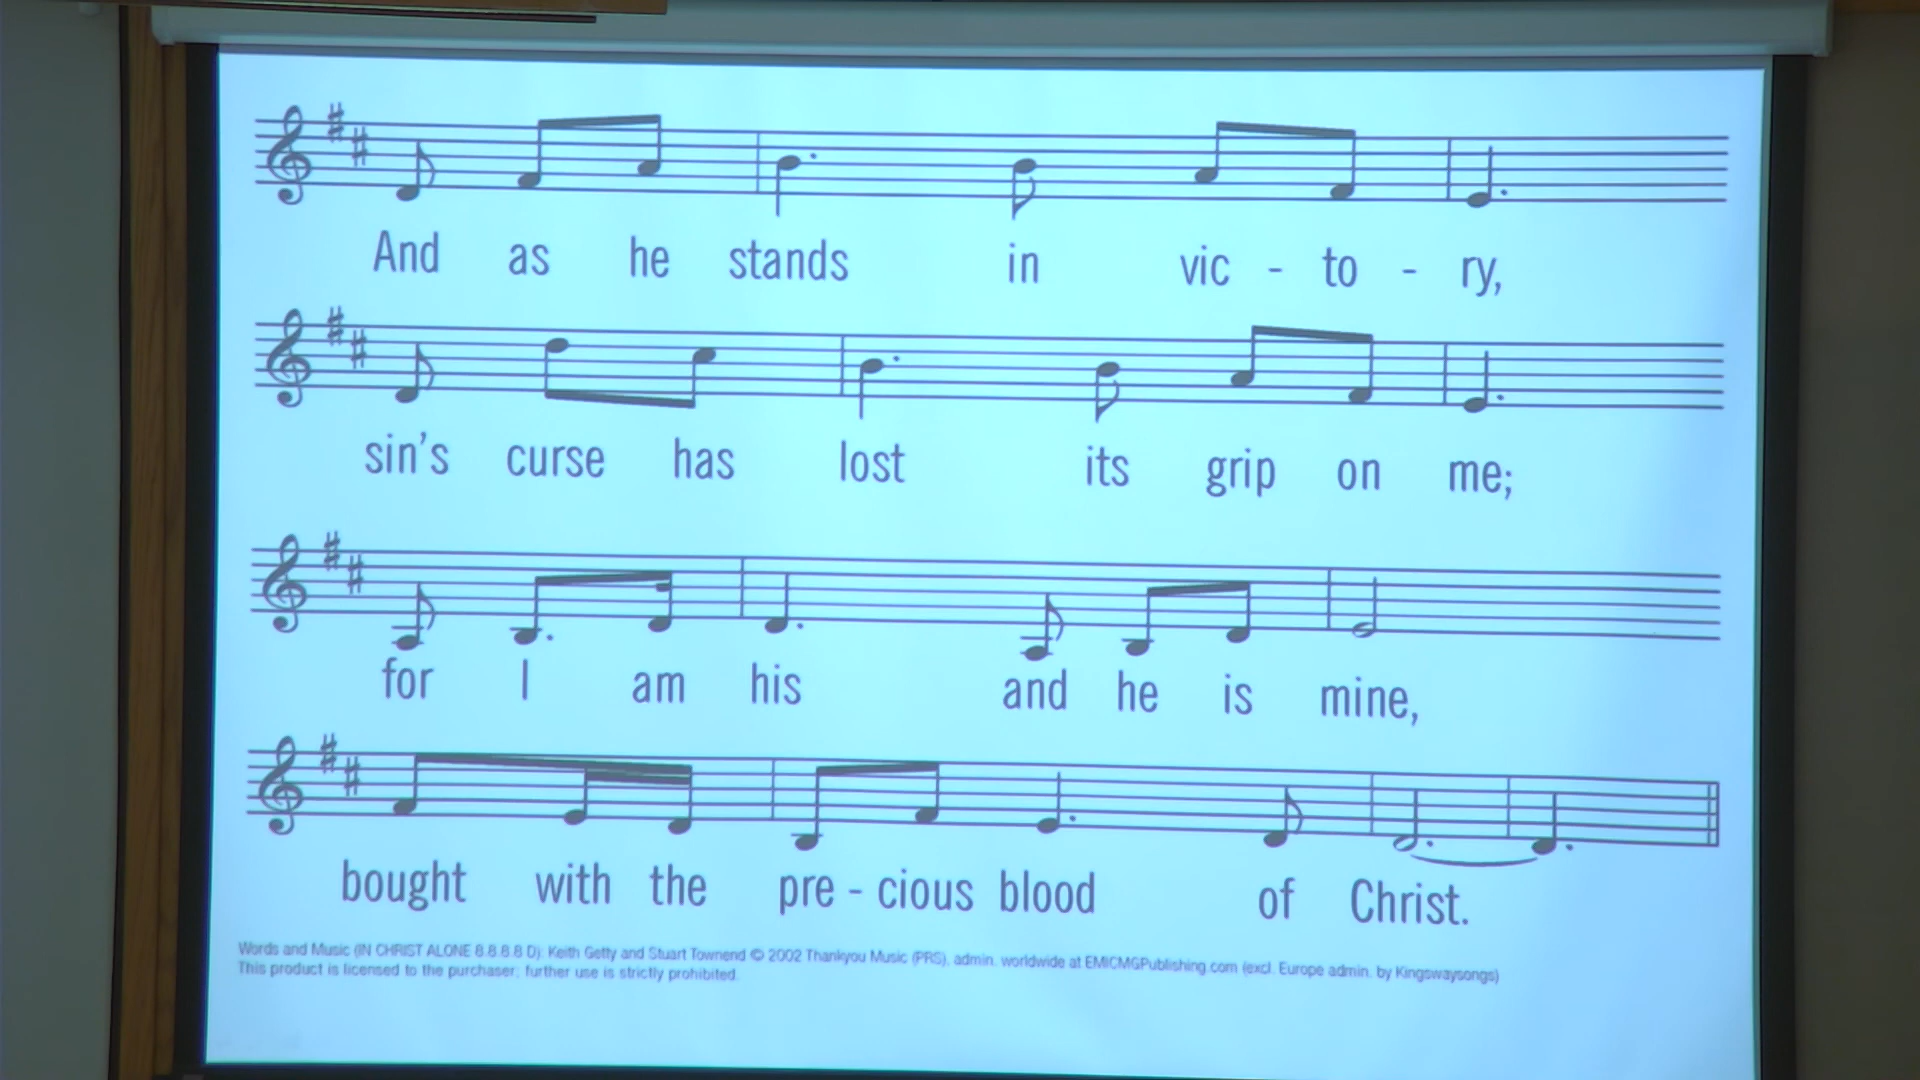 And as he stands in vic - to - ry,
sin's curse has lost its grip on me;
for I am his and he is mine,
bought with the pre - cious blood of Christ.
Words and Music (IN CHRIST ALONE 8.8.8.8 D): Keith Getty and Stuart Townend © 2002 Thankyou Music (PRS), admin. worldwide at EMICMGPublishing.com (excl. Europe admin. by Kingswaysongs)
This product is licensed to the purchaser; further use is strictly prohibited.